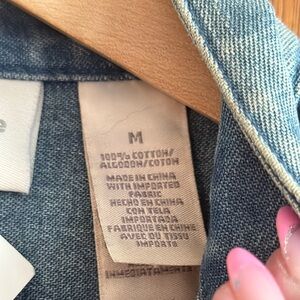 e
M
100% COTTON/
ALGODON/COTON
MADE IN CHINA
WITH IMPORTED
FABRIC
HECHO EN CHINA
CON TELA
IMPORTADA
FABRIQUE EN CHINE
AVEC DU TISSU
IMPORTE
INMEDIATAMENTE